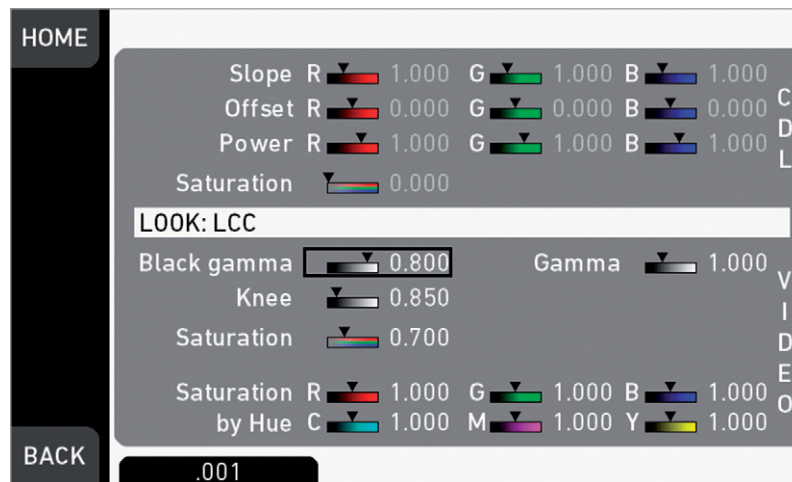 HOME
Slope R 1.000 G 1.000 B 1.000
Offset R 0.000 G 0.000 B 0.000
Power R 1.000 G 1.000 B 1.000
Saturation 0.000
CDL
LOOK: LCC
Black gamma 0.800 Gamma 1.000
Knee 0.850
Saturation 0.700
Saturation R 1.000 G 1.000 B 1.000
by Hue C 1.000 M 1.000 Y 1.000
VIDEO
BACK
.001